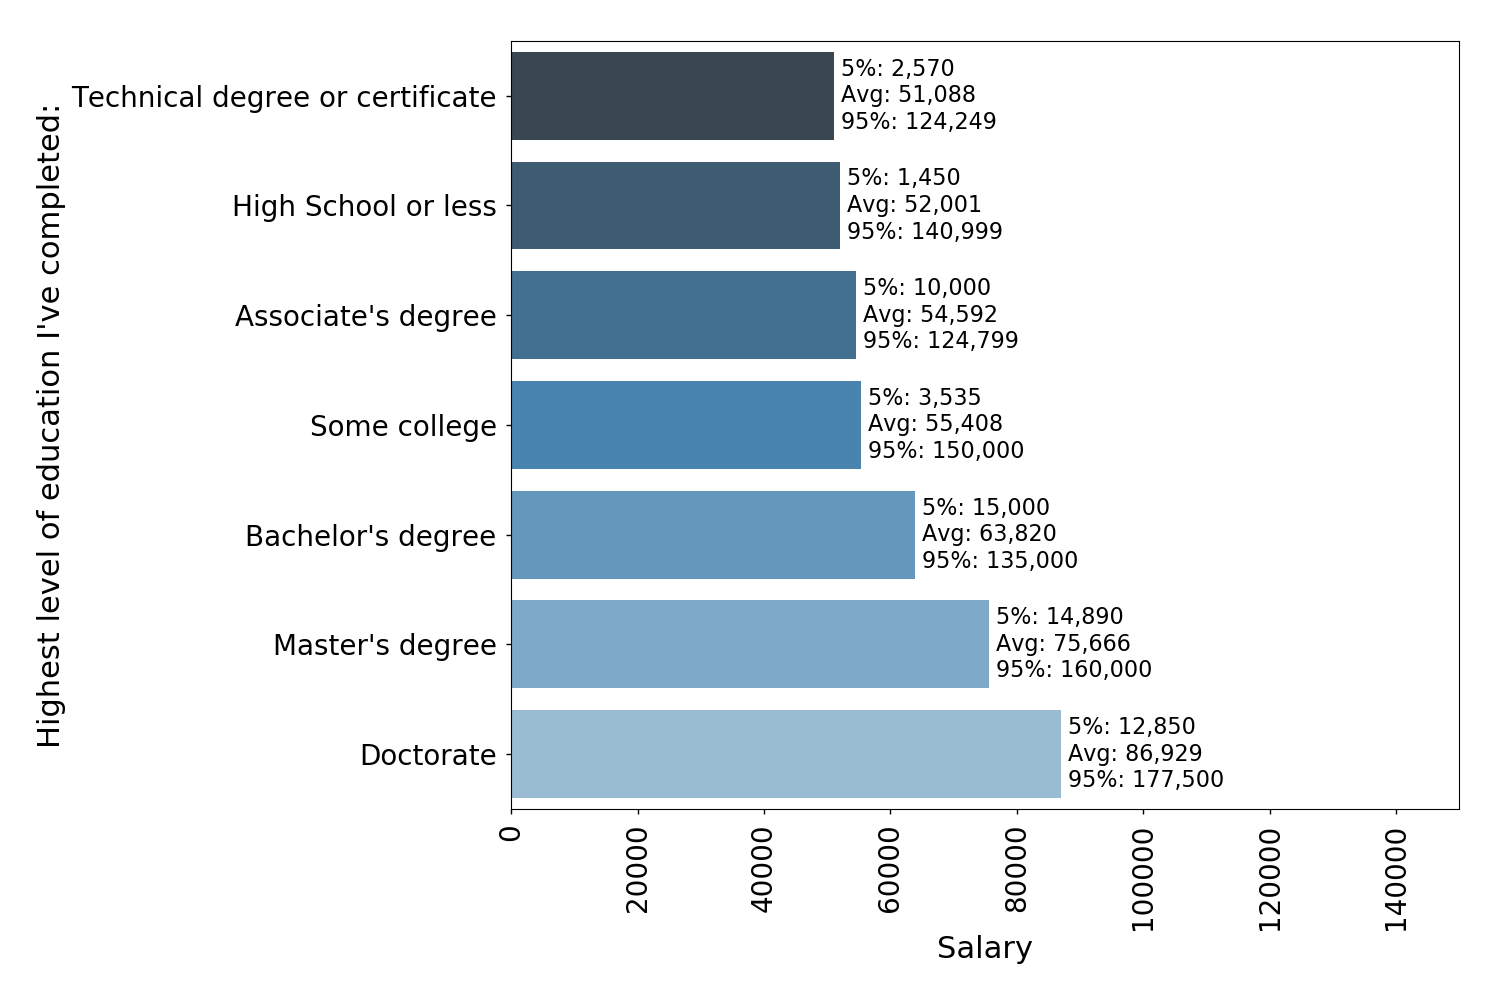 Highest level of education I've completed:
Technical degree or certificate
5%: 2,570
Avg: 51,088
95%: 124,249
High School or less
5%: 1,450
Avg: 52,001
95%: 140,999
Associate's degree
5%: 10,000
Avg: 54,592
95%: 124,799
Some college
5%: 3,535
Avg: 55,408
95%: 150,000
Bachelor's degree
5%: 15,000
Avg: 63,820
95%: 135,000
Master's degree
5%: 14,890
Avg: 75,666
95%: 160,000
Doctorate
5%: 12,850
Avg: 86,929
95%: 177,500
0
20000
40000
60000
80000
100000
120000
140000
Salary